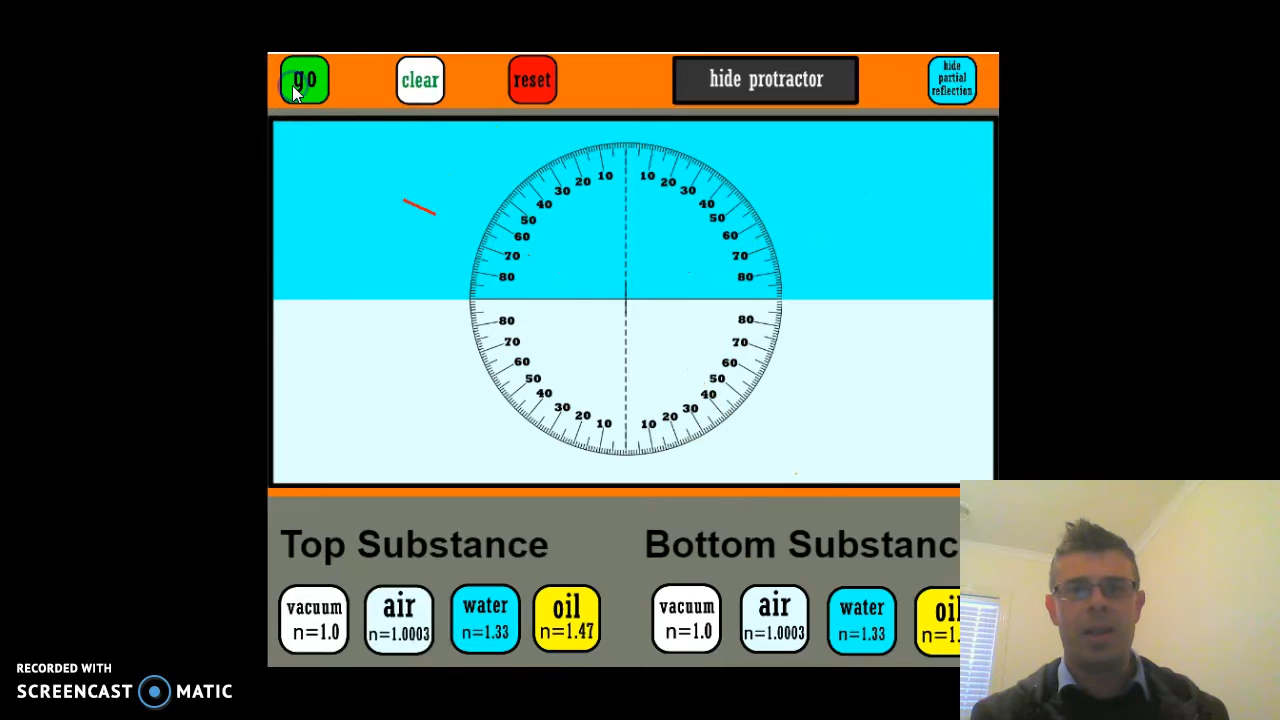 go
clear
reset
hide protractor
hide
partial
reflection
10 10
20 20
30 30
40 40
50 50
60 60
70 70
80 80
80 80
70 70
60 60
50 50
40 40
30 30
20 20
10 10
Top Substance
Bottom Substanc
vacuum
n=1.0
air
n=1.0003
water
n=1.33
oil
n=1.47
vacuum
n=1.0
air
n=1.0003
water
n=1.33
oil
n=1.
RECORDED WITH
SCREENCAST MATIC